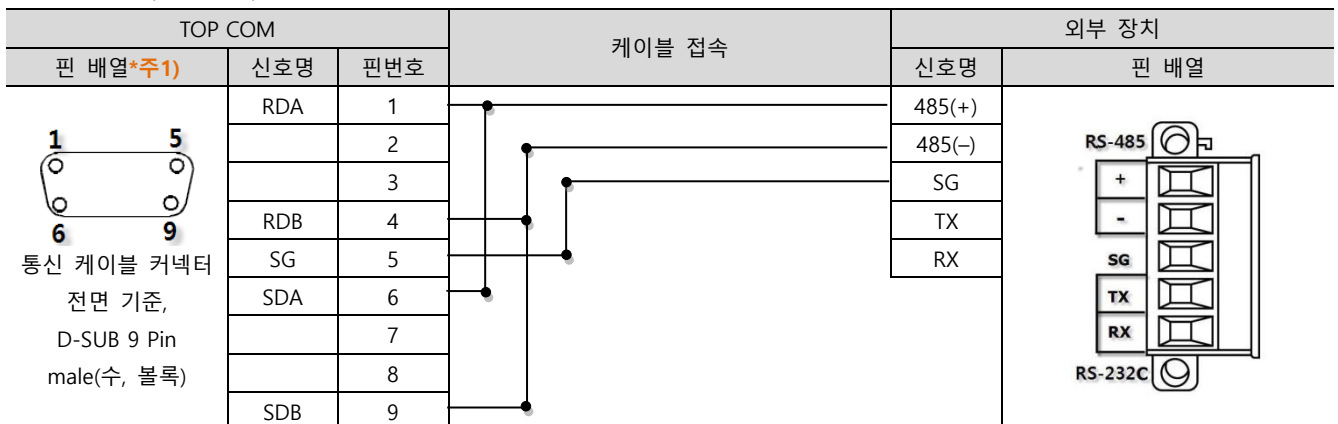 TOP COM 케이블 접속 외부 장치
핀 배열*주1) 신호명 핀번호 신호명 핀 배열
1 5
6 9
통신 케이블 커넥터
전면 기준,
D-SUB 9 Pin
male(수, 볼록)
RDA 1 485(+)
2 485(–)
3 SG
RDB 4 TX
SG 5 RX
SDA 6
7
8
SDB 9
RS-485
+
-
SG
TX
RX
RS-232C